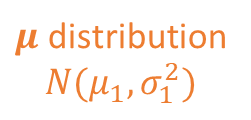 μ distribution
N(μ₁, σ₁²)